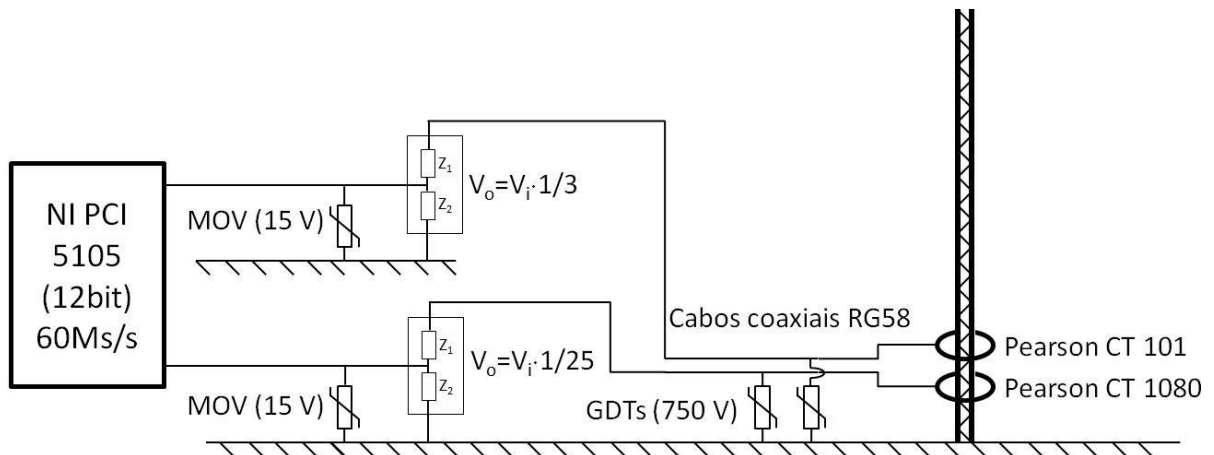 NI PCI
5105
(12bit)
60Ms/s
MOV (15 V)
Z₁
Z₂
Vₒ=Vᵢ·1/3
MOV (15 V)
Z₁
Z₂
Vₒ=Vᵢ·1/25
Cabos coaxiais RG58
GDTs (750 V)
Pearson CT 101
Pearson CT 1080